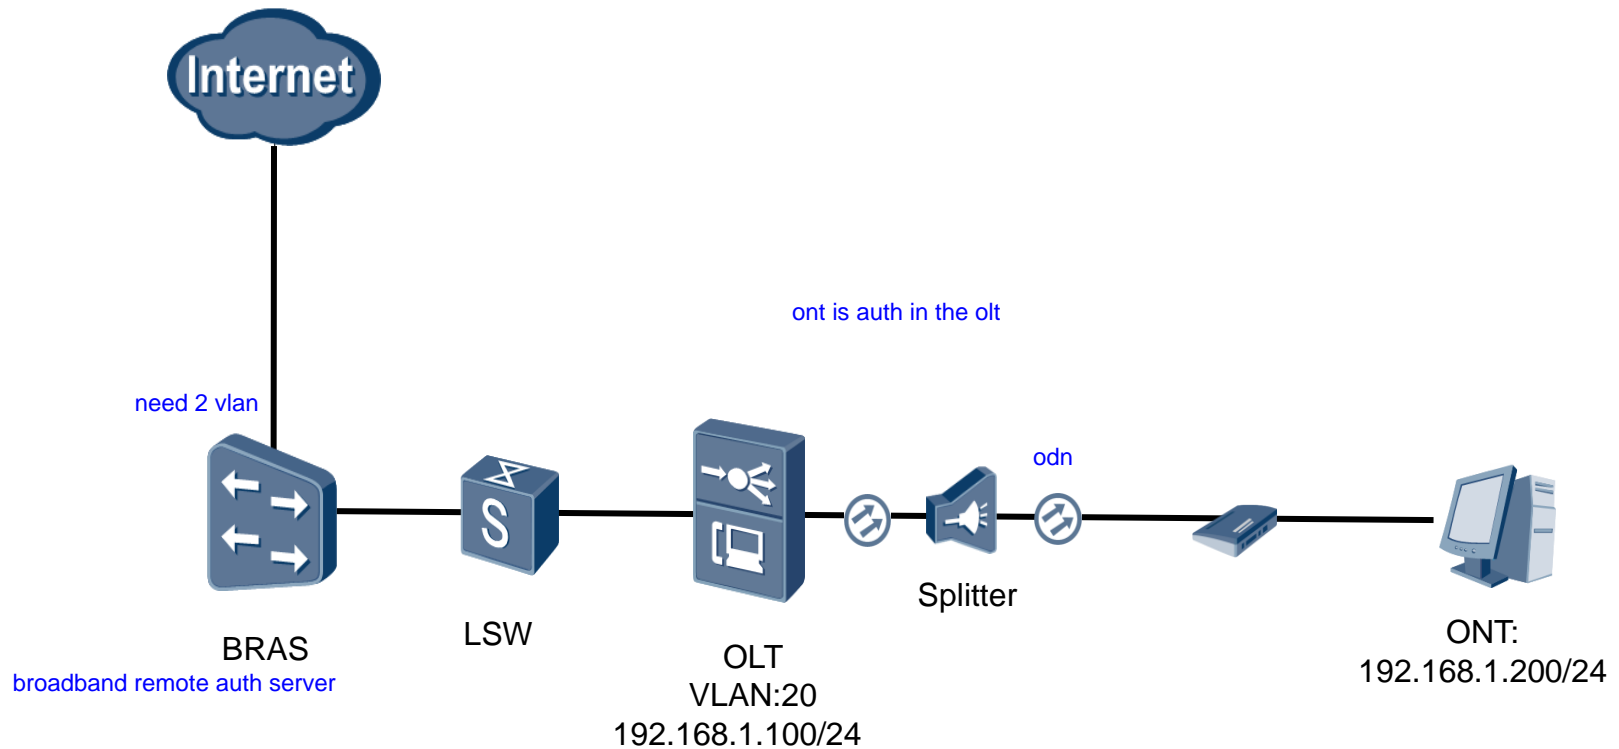 Internet
ont is auth in the olt
need 2 vlan
odn
S
Splitter
BRAS
broadband remote auth server
LSW
OLT
VLAN:20
192.168.1.100/24
ONT:
192.168.1.200/24